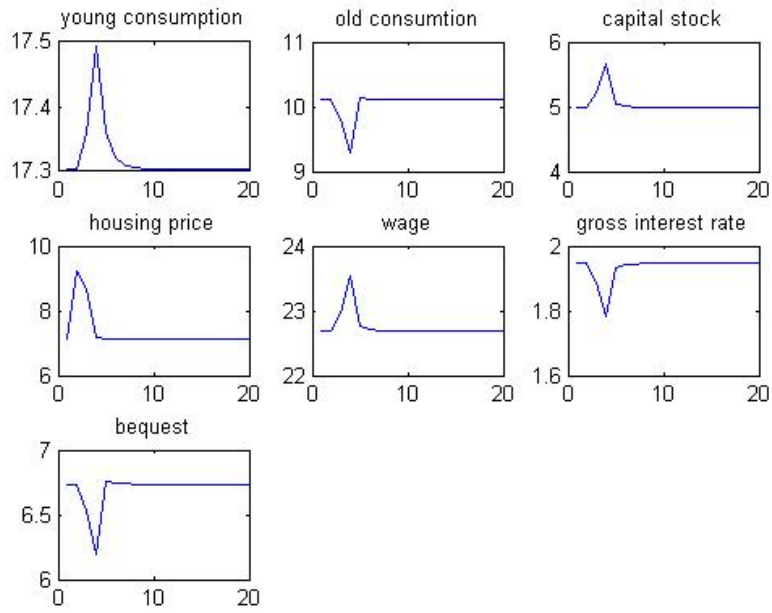 young consumption
old consumtion
capital stock
17.5
17.4
17.3
0 10 20
11
10
9
0 10 20
6
5
4
0 10 20
housing price
wage
gross interest rate
10
8
6
0 10 20
24
23
22
0 10 20
2
1.8
1.6
0 10 20
bequest
7
6.5
6
0 10 20